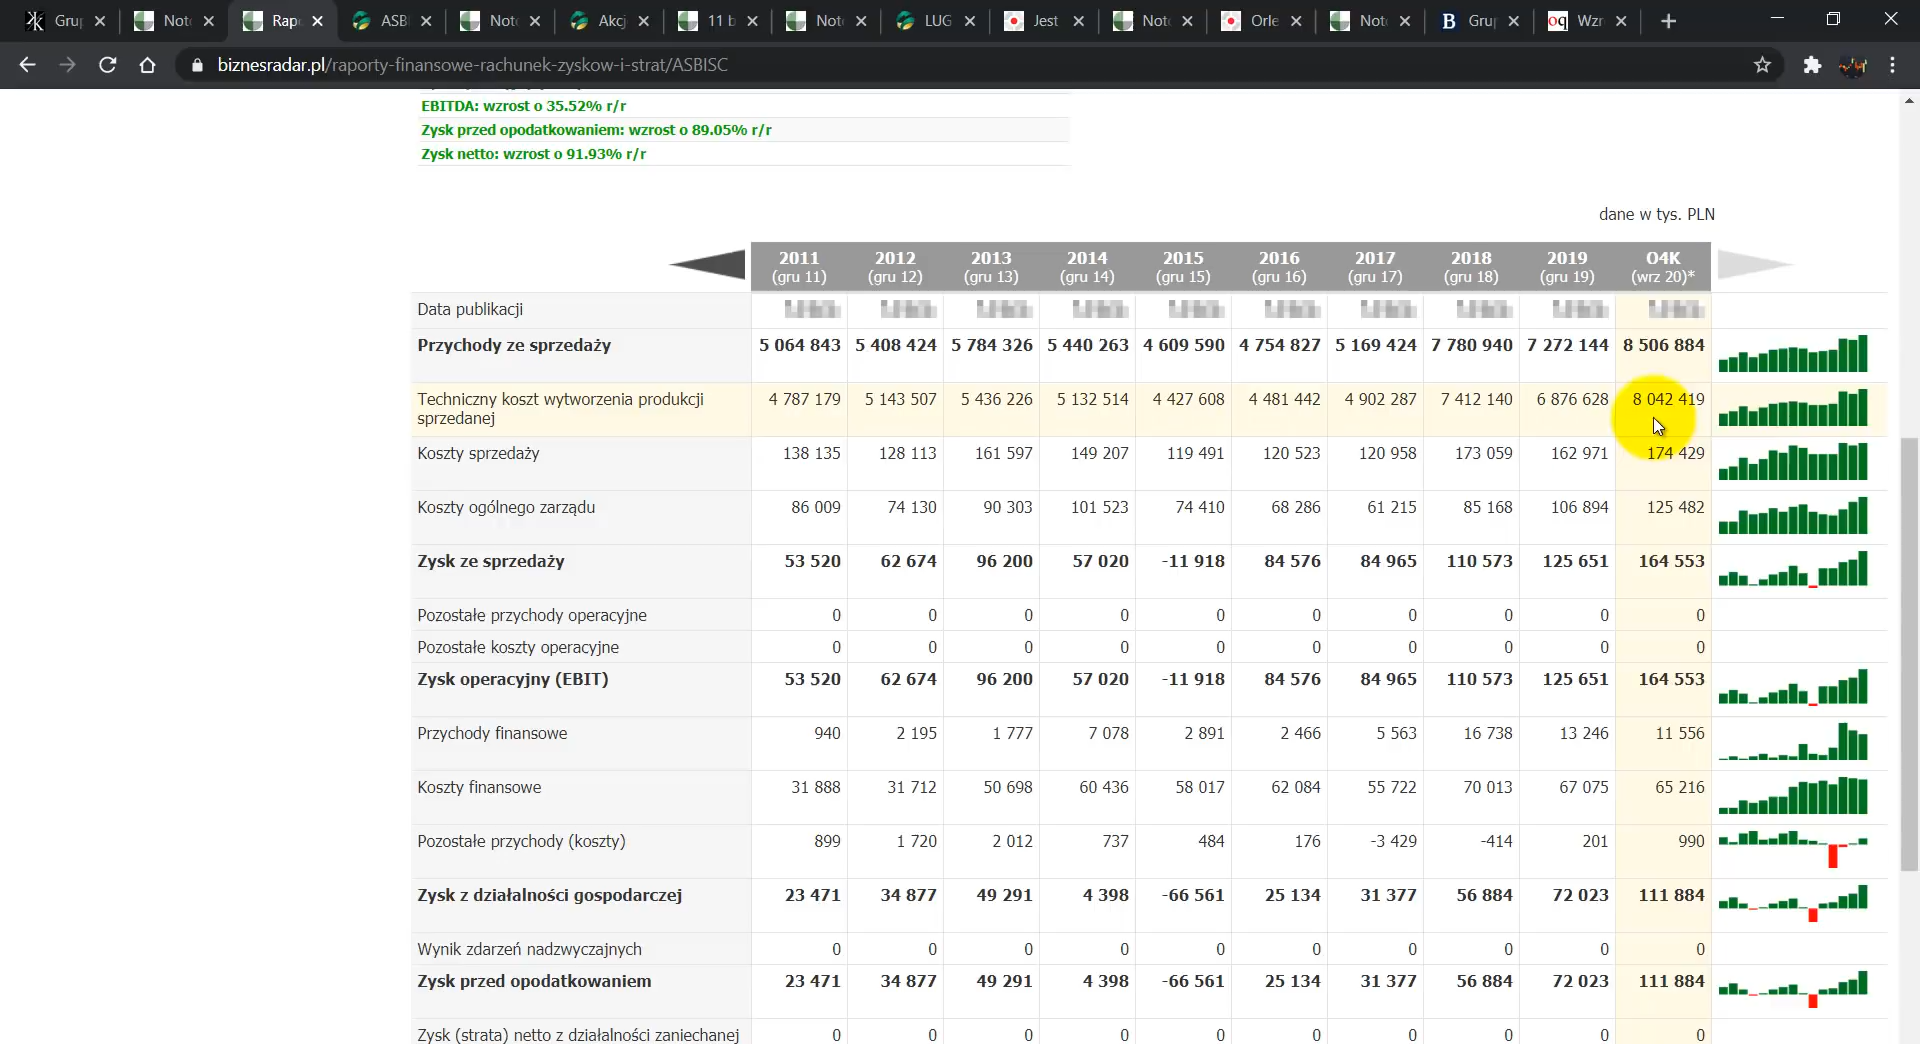 Gru
Not
Rap
ASB
Not
Akcj
11 b
Not
LUG
Jest
Not
Orle
Not
B Gru
oq Wzr
biznesradar.pl/raporty-finansowe-rachunek-zyskow-i-strat/ASBISC
EBITDA: wzrost o 35.52% r/r
Zysk przed opodatkowaniem: wzrost o 89.05% r/r
Zysk netto: wzrost o 91.93% r/r
dane w tys. PLN
2011 2012 2013 2014 2015 2016 2017 2018 2019 O4K
(gru 11) (gru 12) (gru 13) (gru 14) (gru 15) (gru 16) (gru 17) (gru 18) (gru 19) (wrz 20)*
Data publikacji
Przychody ze sprzedaży 5 064 843 5 408 424 5 784 326 5 440 263 4 609 590 4 754 827 5 169 424 7 780 940 7 272 144 8 506 884
Techniczny koszt wytworzenia produkcji 4 787 179 5 143 507 5 436 226 5 132 514 4 427 608 4 481 442 4 902 287 7 412 140 6 876 628 8 042 419
sprzedanej
Koszty sprzedaży 138 135 128 113 161 597 149 207 119 491 120 523 120 958 173 059 162 971 174 429
Koszty ogólnego zarządu 86 009 74 130 90 303 101 523 74 410 68 286 61 215 85 168 106 894 125 482
Zysk ze sprzedaży 53 520 62 674 96 200 57 020 -11 918 84 576 84 965 110 573 125 651 164 553
Pozostałe przychody operacyjne 0 0 0 0 0 0 0 0 0 0
Pozostałe koszty operacyjne 0 0 0 0 0 0 0 0 0 0
Zysk operacyjny (EBIT) 53 520 62 674 96 200 57 020 -11 918 84 576 84 965 110 573 125 651 164 553
Przychody finansowe 940 2 195 1 777 7 078 2 891 2 466 5 563 16 738 13 246 11 556
Koszty finansowe 31 888 31 712 50 698 60 436 58 017 62 084 55 722 70 013 67 075 65 216
Pozostałe przychody (koszty) 899 1 720 2 012 737 484 176 -3 429 -414 201 990
Zysk z działalności gospodarczej 23 471 34 877 49 291 4 398 -66 561 25 134 31 377 56 884 72 023 111 884
Wynik zdarzeń nadzwyczajnych 0 0 0 0 0 0 0 0 0 0
Zysk przed opodatkowaniem 23 471 34 877 49 291 4 398 -66 561 25 134 31 377 56 884 72 023 111 884
Zysk (strata) netto z działalności zaniechanej 0 0 0 0 0 0 0 0 0 0